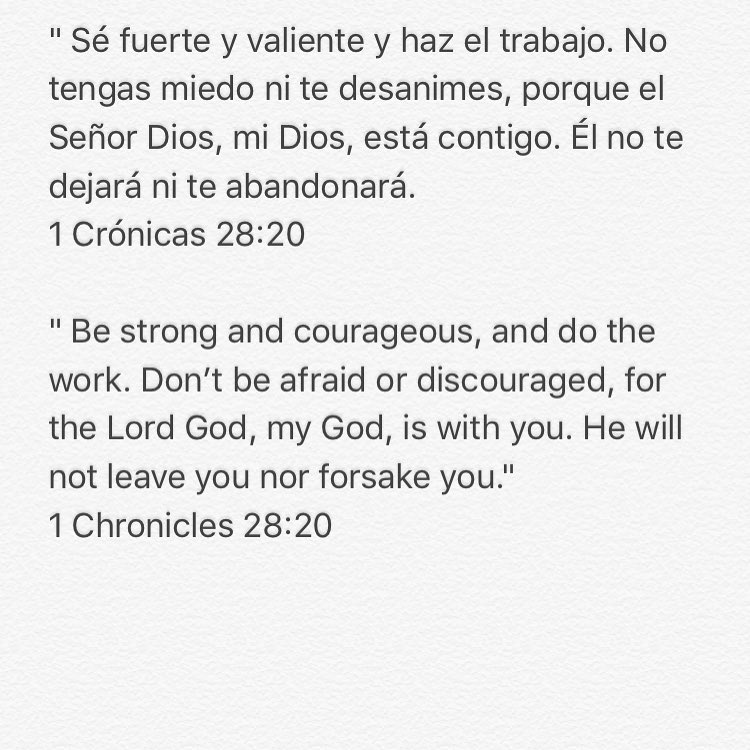 " Sé fuerte y valiente y haz el trabajo. No
tengas miedo ni te desanimes, porque el
Señor Dios, mi Dios, está contigo. Él no te
dejará ni te abandonará.
1 Crónicas 28:20
" Be strong and courageous, and do the
work. Don’t be afraid or discouraged, for
the Lord God, my God, is with you. He will
not leave you nor forsake you."
1 Chronicles 28:20